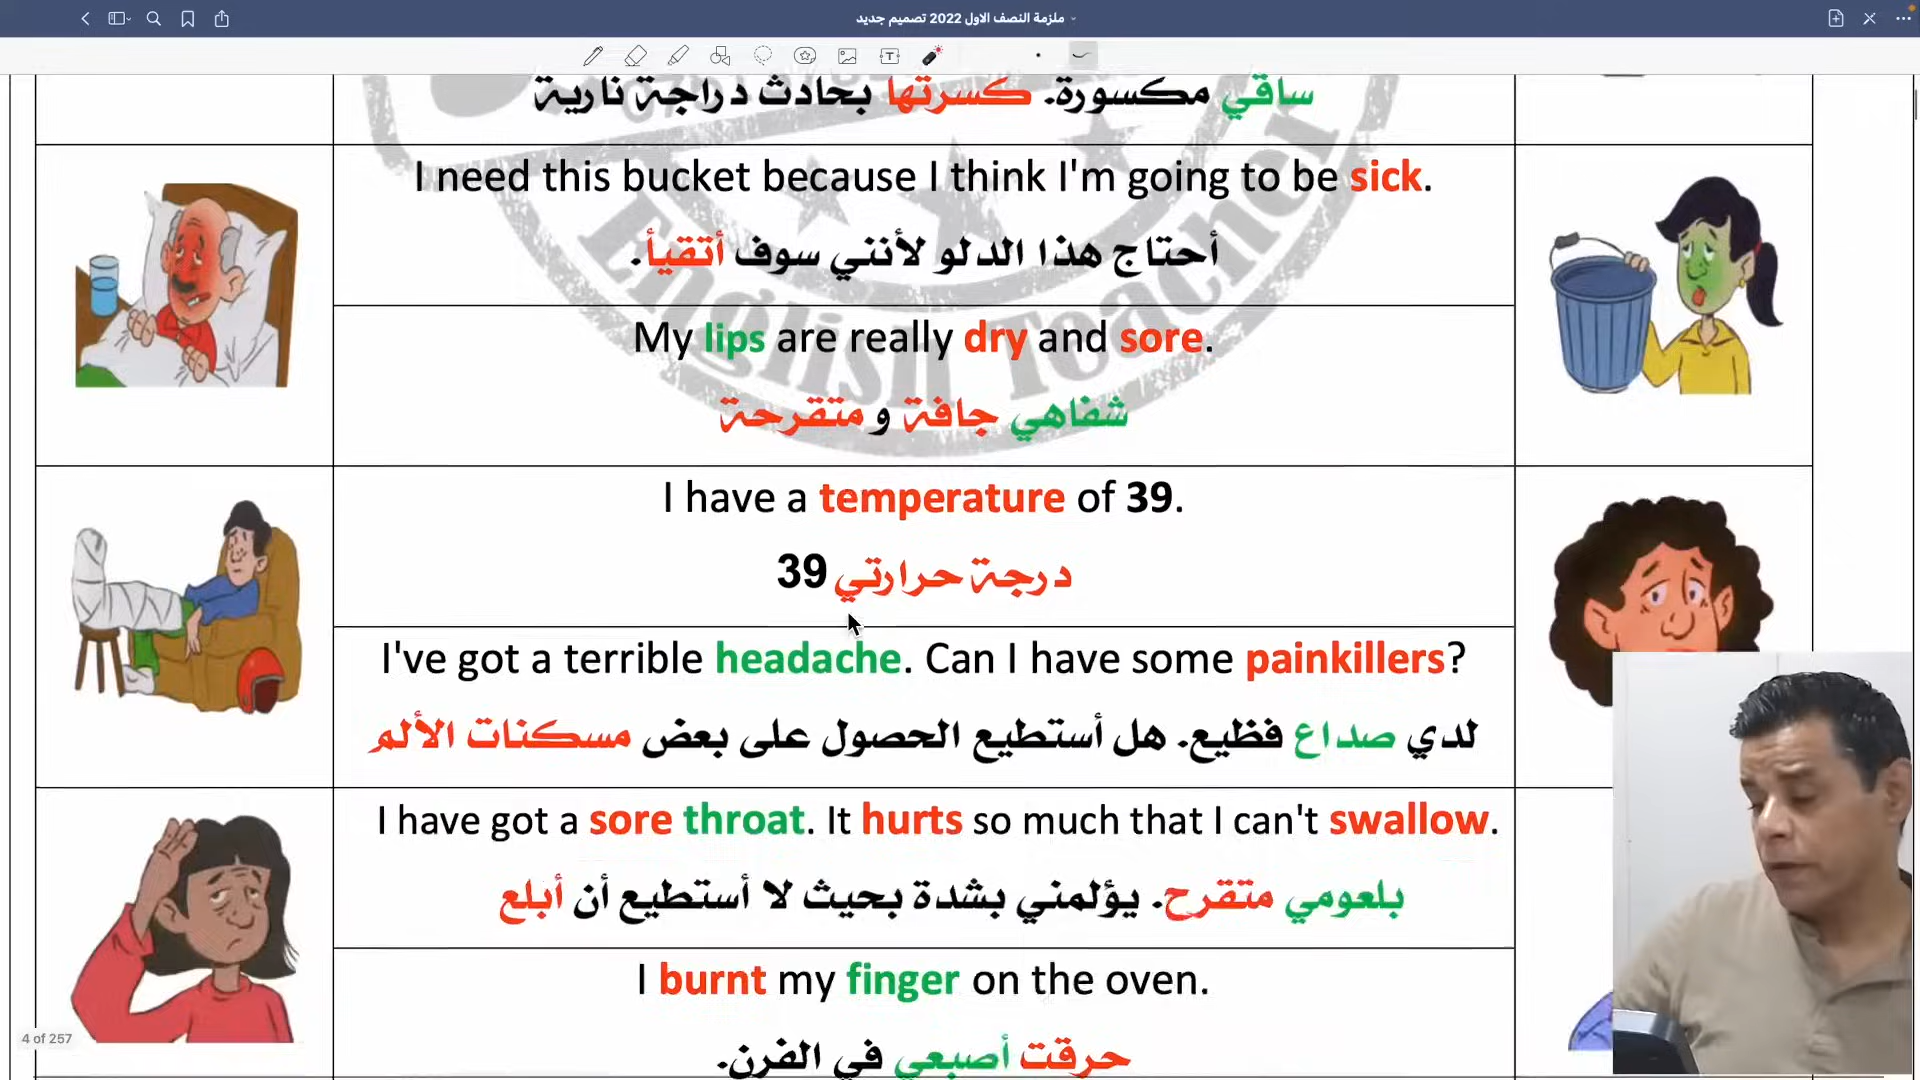 ملزمة النصف الاول 2022 تصميم جديد
ساقي مكسورة. كسرتها بحادث دراجة نارية
I need this bucket because I think I'm going to be sick.
أحتاج هذا الدلو لأنني سوف أتقيأ.
My lips are really dry and sore.
شفاهي جافة و متقرحة
I have a temperature of 39.
درجة حرارتي 39
I've got a terrible headache. Can I have some painkillers?
لدي صداع فظيع. هل أستطيع الحصول على بعض مسكنات الألم
I have got a sore throat. It hurts so much that I can't swallow.
بلعومي متقرح. يؤلمني بشدة بحيث لا أستطيع أن أبلع
I burnt my finger on the oven.
حرقت أصبعي في الفرن.
English Teacher
4 of 257